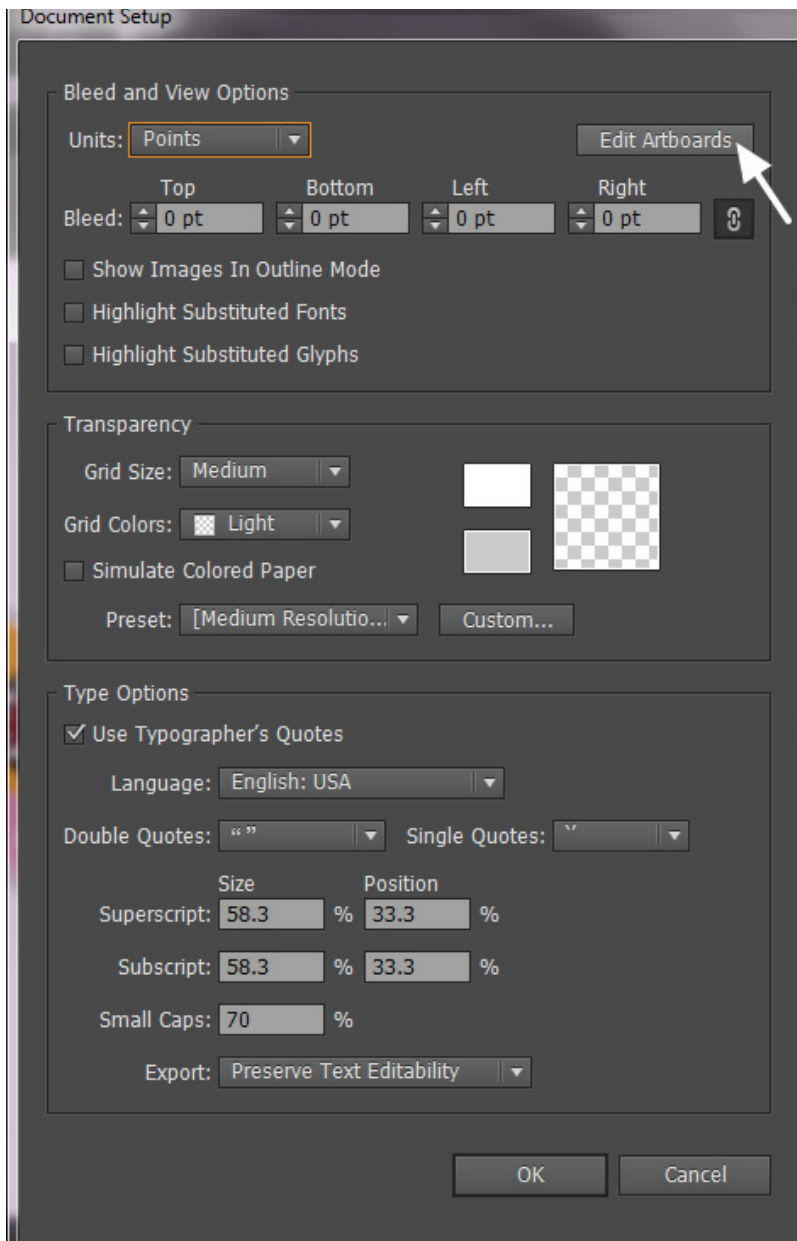 Document Setup
Bleed and View Options
Units: Points Edit Artboards
Top Bottom Left Right
Bleed: 0 pt 0 pt 0 pt 0 pt
Show Images In Outline Mode
Highlight Substituted Fonts
Highlight Substituted Glyphs
Transparency
Grid Size: Medium
Grid Colors: Light
Simulate Colored Paper
Preset: [Medium Resolutio... Custom...
Type Options
Use Typographer's Quotes
Language: English: USA
Double Quotes: “ ” Single Quotes: ‘’
Size Position
Superscript: 58.3 % 33.3 %
Subscript: 58.3 % 33.3 %
Small Caps: 70 %
Export: Preserve Text Editability
OK Cancel